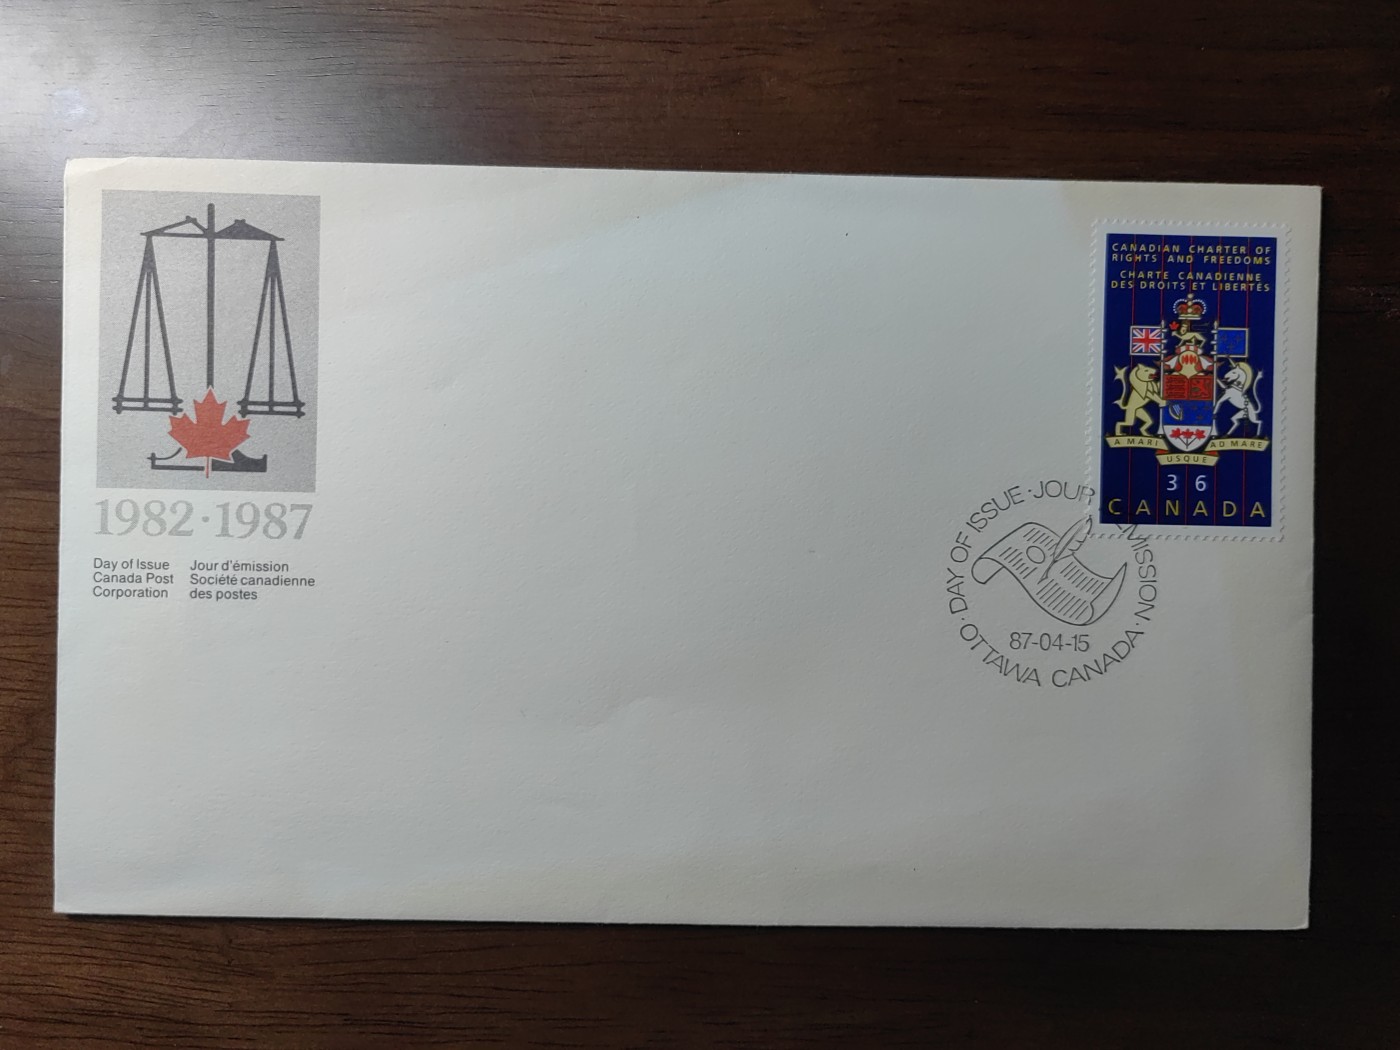 1982·1987
Day of Issue
Canada Post
Corporation
Jour d'émission
Société canadienne
des postes
CANADIAN CHARTER OF
RIGHTS AND FREEDOMS
CHARTE CANADIENNE
DES DROITS ET LIBERTÉS
A MARI
USQUE
AD MARE
36
CANADA
·DAY OF ISSUE·JOUR MISSION·
87-04-15
OTTAWA CANADA